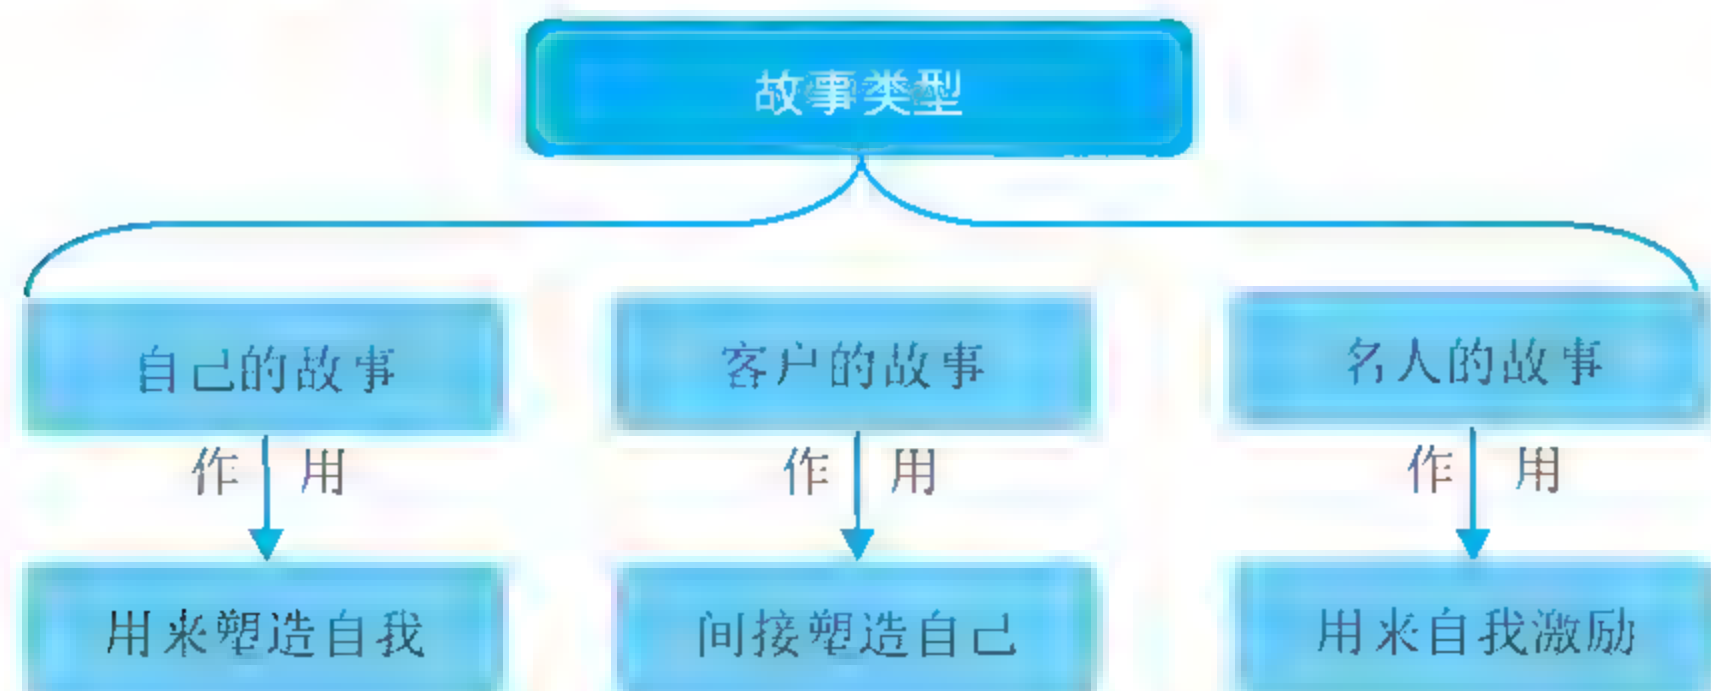 故事类型
自己的故事 客户的故事 名人的故事
作用 作用 作用
用来塑造自我 间接塑造自己 用来自我激励